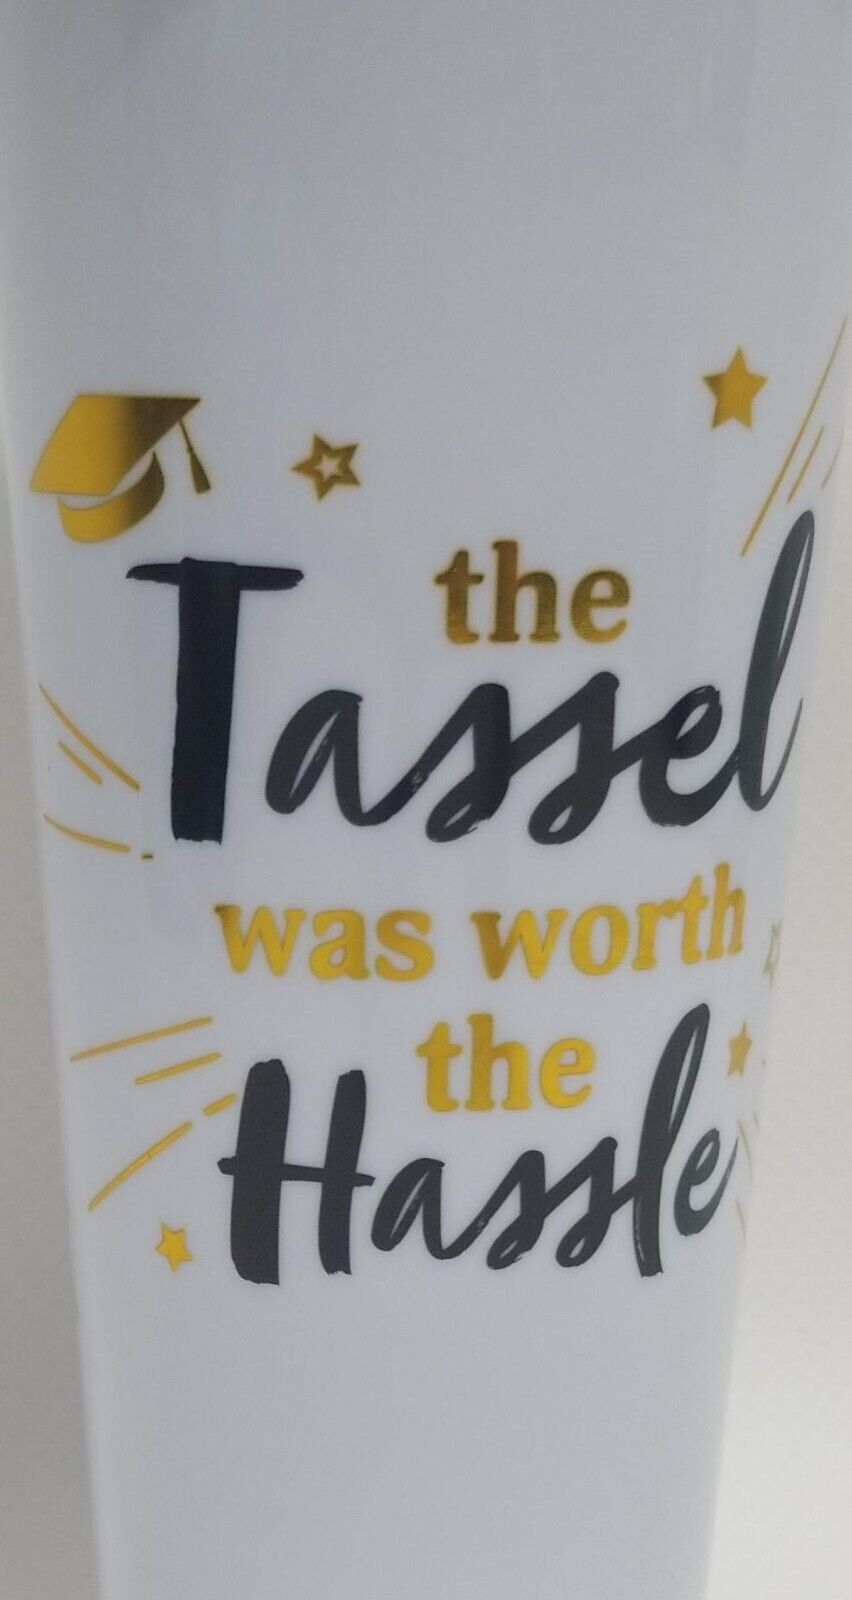 the
Tassel
was worth
the
Hassle